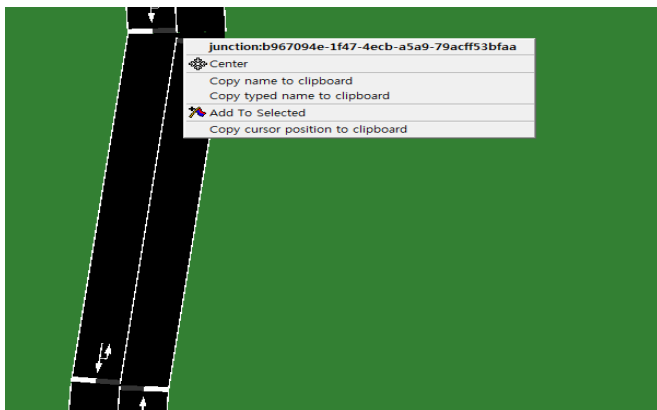 junction:b967094e-1f47-4ecb-a5a9-79acff53bfaa
Center
Copy name to clipboard
Copy typed name to clipboard
Add To Selected
Copy cursor position to clipboard